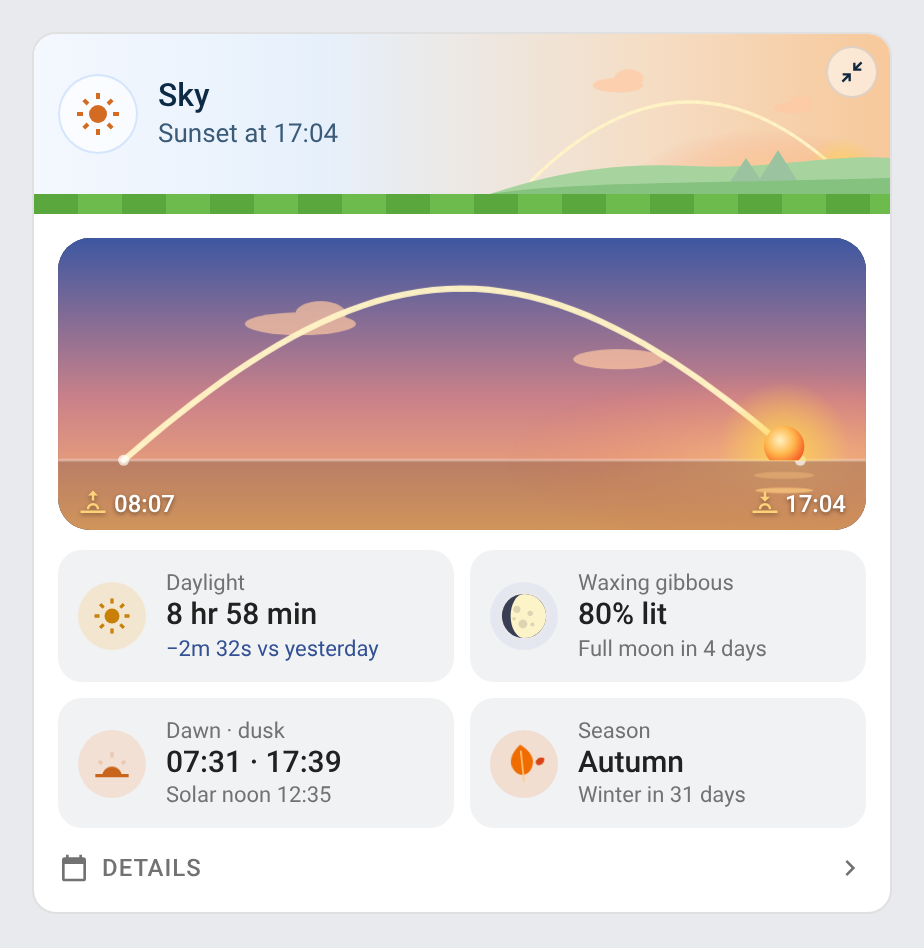 Sky
Sunset at 17:04
08:07
17:04
Daylight
8 hr 58 min
−2m 32s vs yesterday
Waxing gibbous
80% lit
Full moon in 4 days
Dawn · dusk
07:31 · 17:39
Solar noon 12:35
Season
Autumn
Winter in 31 days
DETAILS